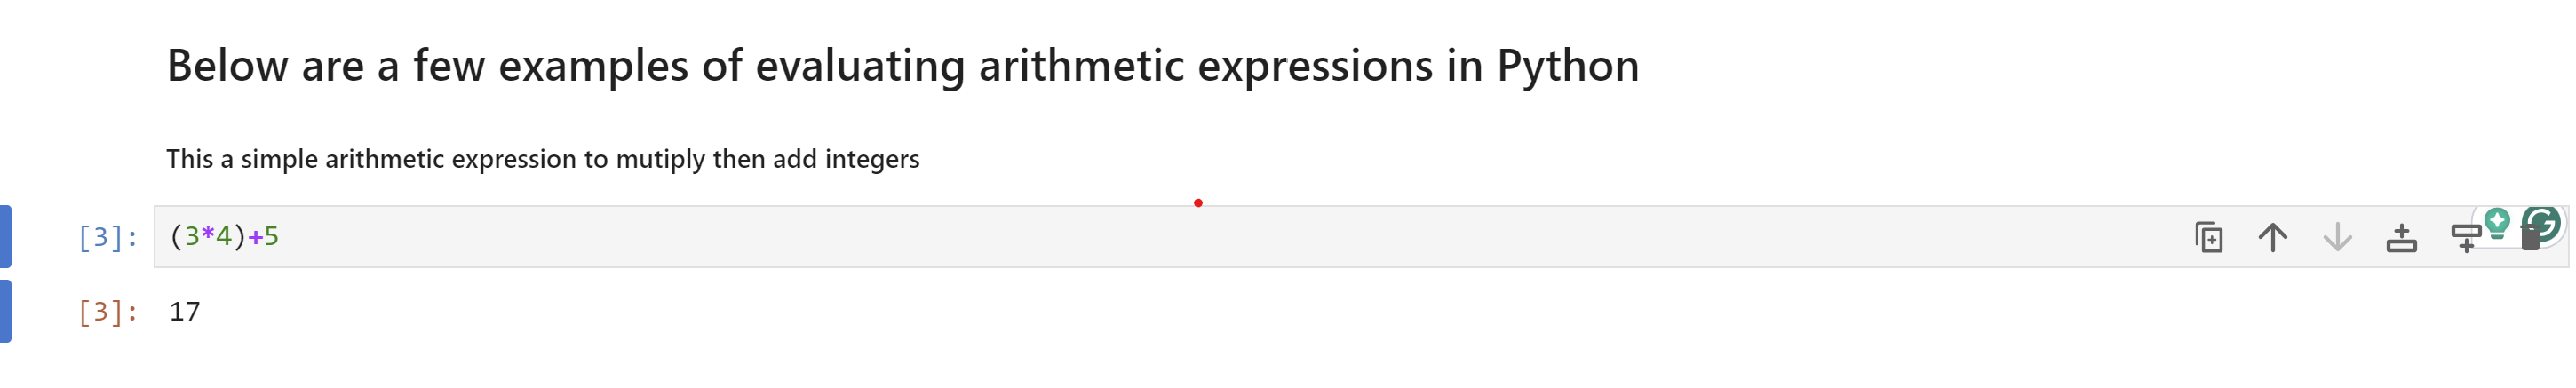 Below are a few examples of evaluating arithmetic expressions in Python
This a simple arithmetic expression to mutiply then add integers
[3]: (3*4)+5
[3]: 17